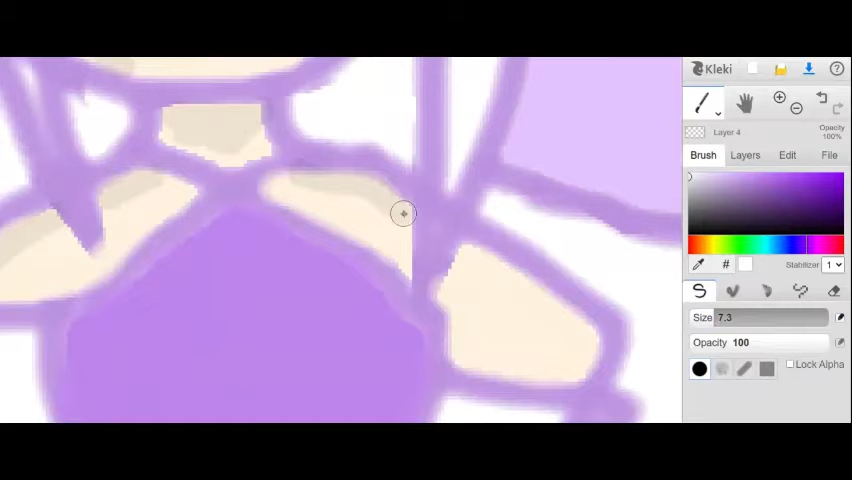 Kleki ?
Layer 4 Opacity
100%
Brush Layers Edit File
# Stabilizer 1
Size 7.3
Opacity 100
Lock Alpha